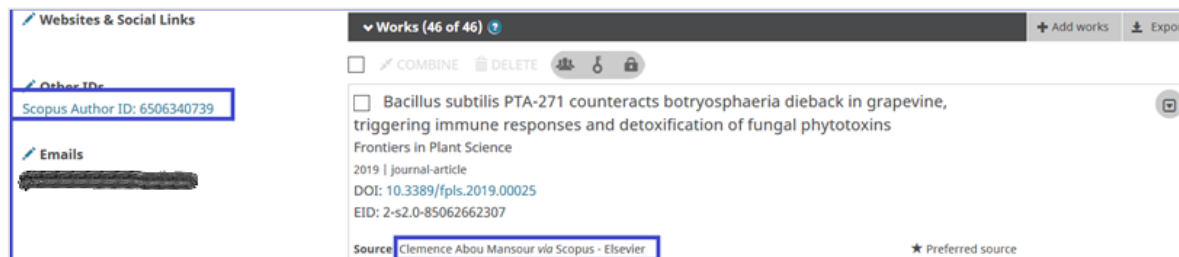 Websites & Social Links
Other IDs
Scopus Author ID: 6506340739
Emails
Works (46 of 46) ?
+ Add works
Expor
COMBINE DELETE
Bacillus subtilis PTA-271 counteracts botryosphaeria dieback in grapevine,
triggering immune responses and detoxification of fungal phytotoxins
Frontiers in Plant Science
2019 | journal-article
DOI: 10.3389/fpls.2019.00025
EID: 2-s2.0-85062662307
Source Clemence Abou Mansour via Scopus - Elsevier
★ Preferred source